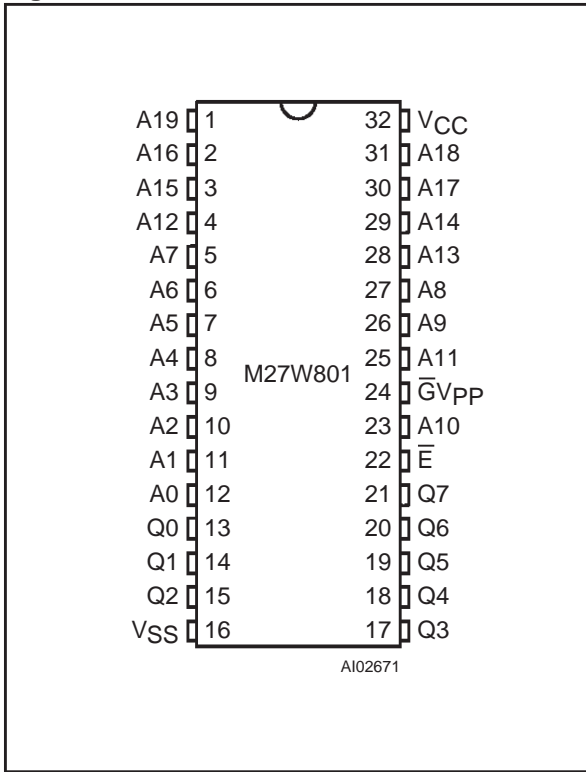 A19 1 32 VCC
A16 2 31 A18
A15 3 30 A17
A12 4 29 A14
A7 5 28 A13
A6 6 27 A8
A5 7 26 A9
A4 8 25 A11
M27W801
A3 9 24 G̅VPP
A2 10 23 A10
A1 11 22 E̅
A0 12 21 Q7
Q0 13 20 Q6
Q1 14 19 Q5
Q2 15 18 Q4
VSS 16 17 Q3
AI02671